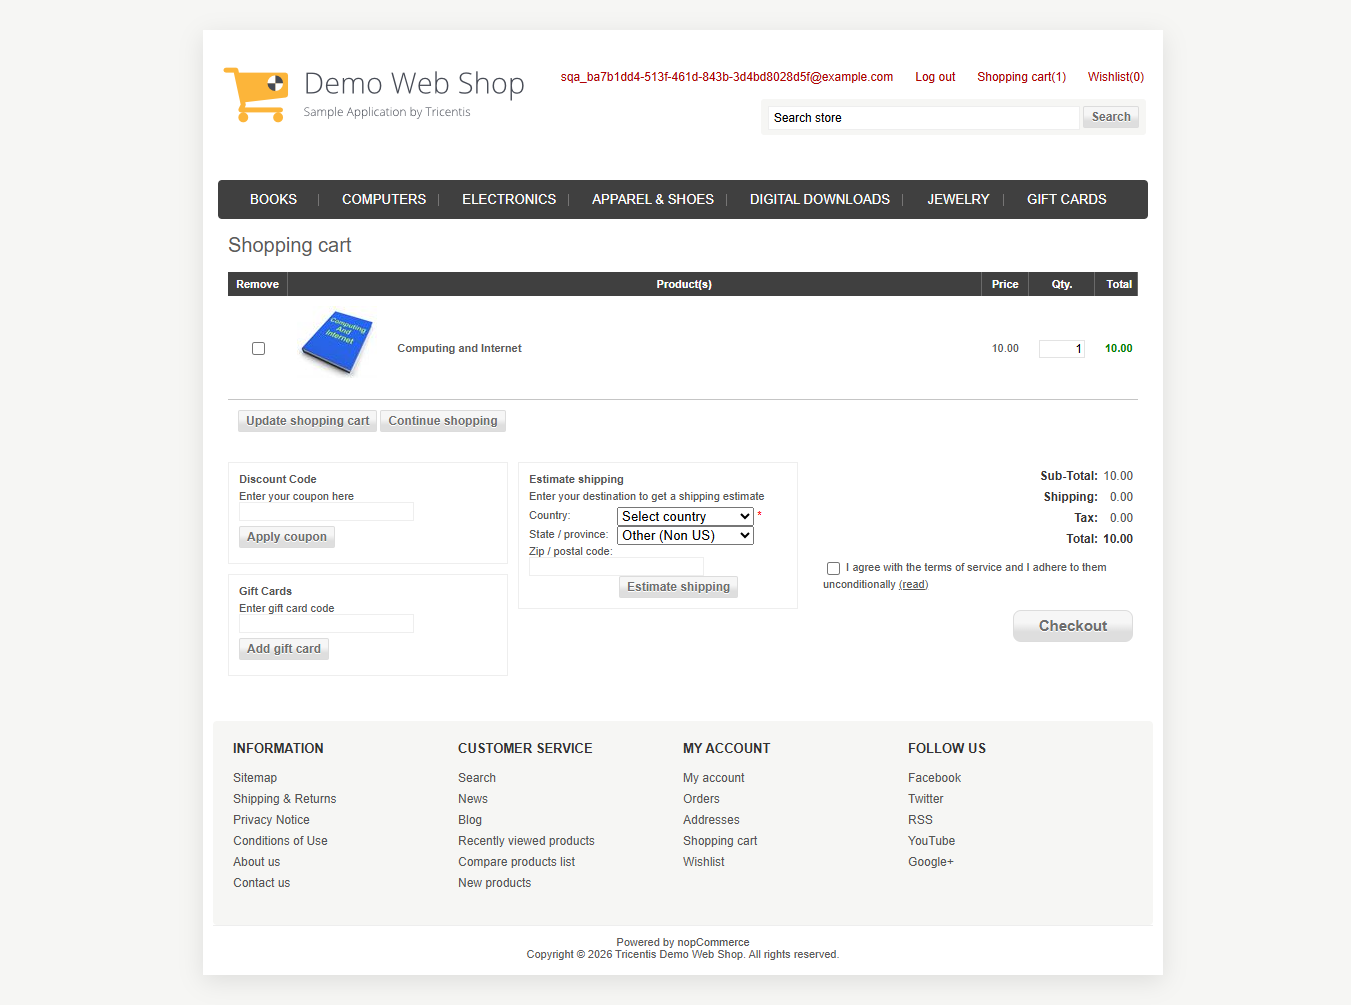 Demo Web Shop
Sample Application by Tricentis
sqa_ba7b1dd4-513f-461d-843b-3d4bd8028d5f@example.com Log out Shopping cart(1) Wishlist(0)
Search store Search
BOOKS COMPUTERS ELECTRONICS APPAREL & SHOES DIGITAL DOWNLOADS JEWELRY GIFT CARDS
Shopping cart
Remove Product(s) Price Qty. Total
Computing
And
Internet
Computing and Internet 10.00 1 10.00
Update shopping cart Continue shopping
Discount Code
Enter your coupon here
Apply coupon
Gift Cards
Enter gift card code
Add gift card
Estimate shipping
Enter your destination to get a shipping estimate
Country: Select country *
State / province: Other (Non US)
Zip / postal code:
Estimate shipping
Sub-Total: 10.00
Shipping: 0.00
Tax: 0.00
Total: 10.00
I agree with the terms of service and I adhere to them
unconditionally (read)
Checkout
INFORMATION
Sitemap
Shipping & Returns
Privacy Notice
Conditions of Use
About us
Contact us
CUSTOMER SERVICE
Search
News
Blog
Recently viewed products
Compare products list
New products
MY ACCOUNT
My account
Orders
Addresses
Shopping cart
Wishlist
FOLLOW US
Facebook
Twitter
RSS
YouTube
Google+
Powered by nopCommerce
Copyright © 2026 Tricentis Demo Web Shop. All rights reserved.